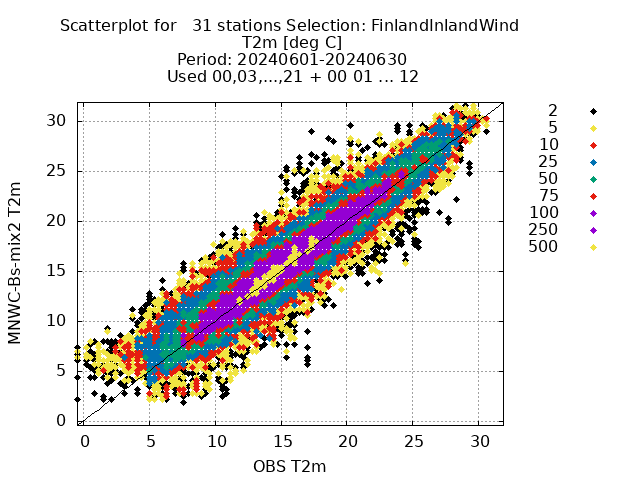 Scatterplot for   31 stations Selection: FinlandInlandWind
T2m [deg C]
Period: 20240601-20240630
Used 00,03,...,21 + 00 01 ... 12
2
5
10
25
50
75
100
250
500
30
25
20
15
10
5
0
MNWC-Bs-mix2 T2m
0 5 10 15 20 25 30
OBS T2m